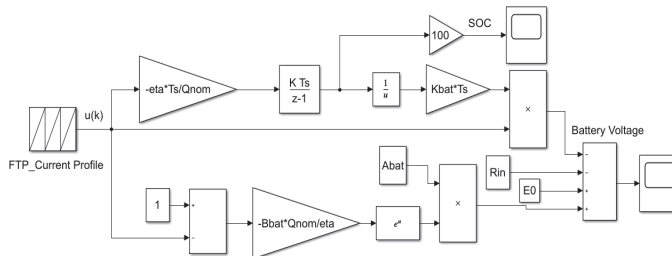 SOC
100
-eta*Ts/Qnom
K Ts
z-1
1
u
Kbat*Ts
×
u(k)
FTP_Current Profile
Battery Voltage
Abat
Rin
E0
×
1
+
−
-Bbat*Qnom/eta
e^u
−
−
+
+